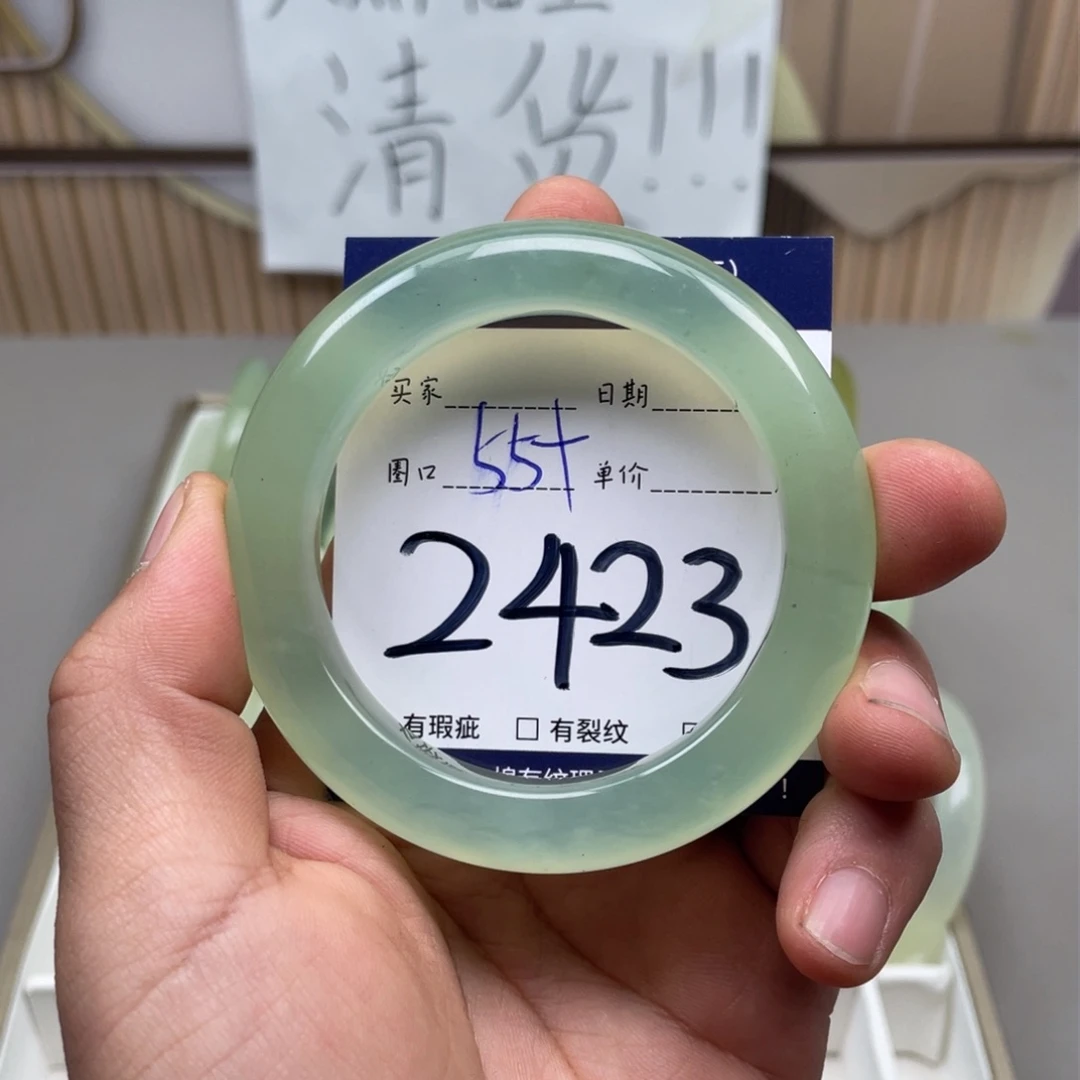 清货!!!
买家 日期
圈口 55+ 单价
2423
有瑕疵 □ 有裂纹
!